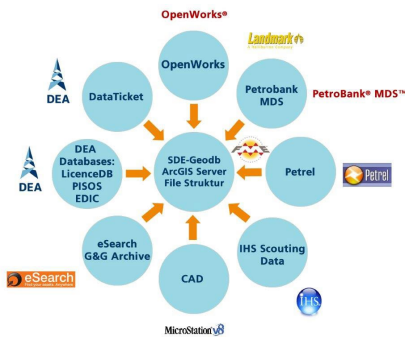 OpenWorks®
Landmark
OpenWorks
DEA
DataTicket
Petrobank
MDS
PetroBank® MDS™
DEA
Databases:
LicenceDB
PISOS
EDIC
DEA
SDE-Geodb
ArcGIS Server
File Struktur
FME
Petrel
Petrel
eSearch
G&G Archive
IHS Scouting
Data
CAD
eSearch
IHS
MicroStation V8